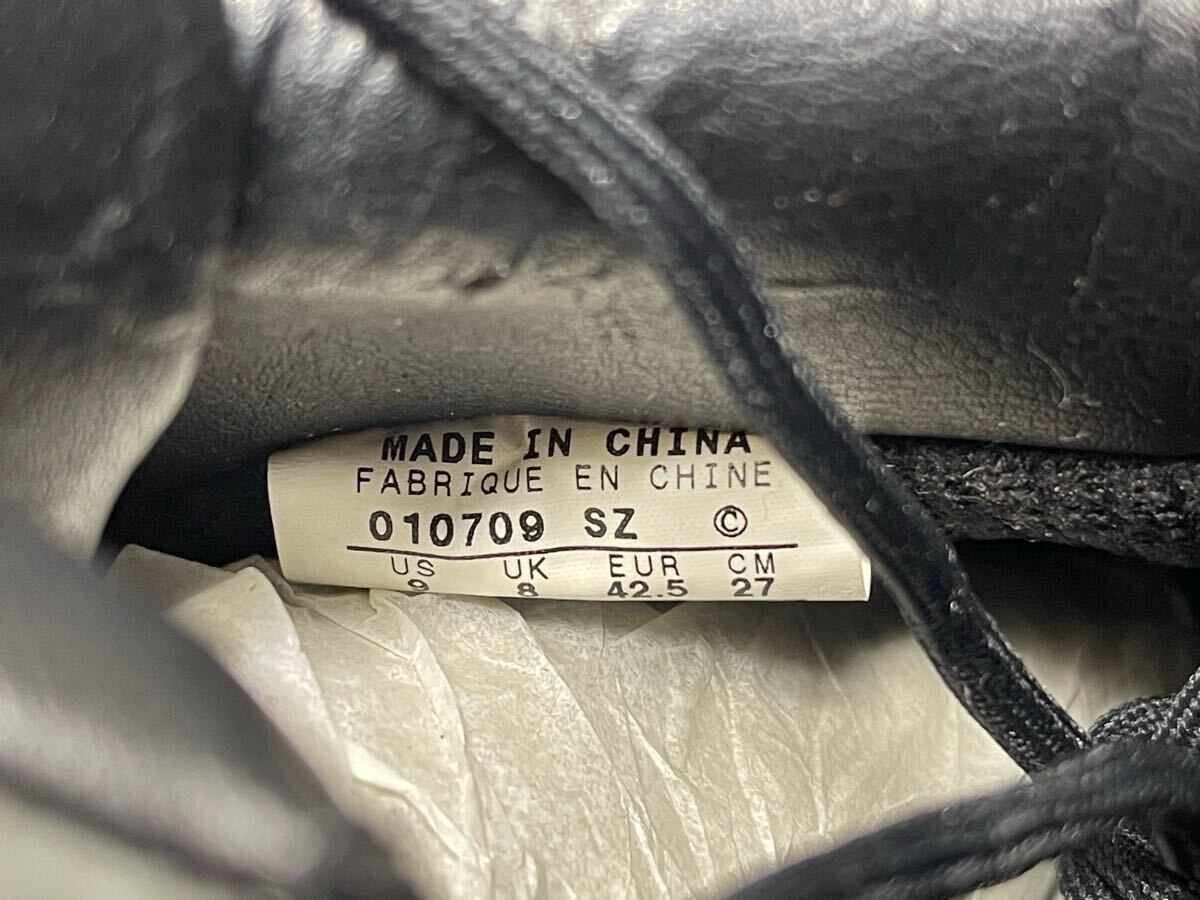 MADE IN CHINA
FABRIQUE EN CHINE
010709 SZ ©
US UK EUR CM
9 8 42.5 27